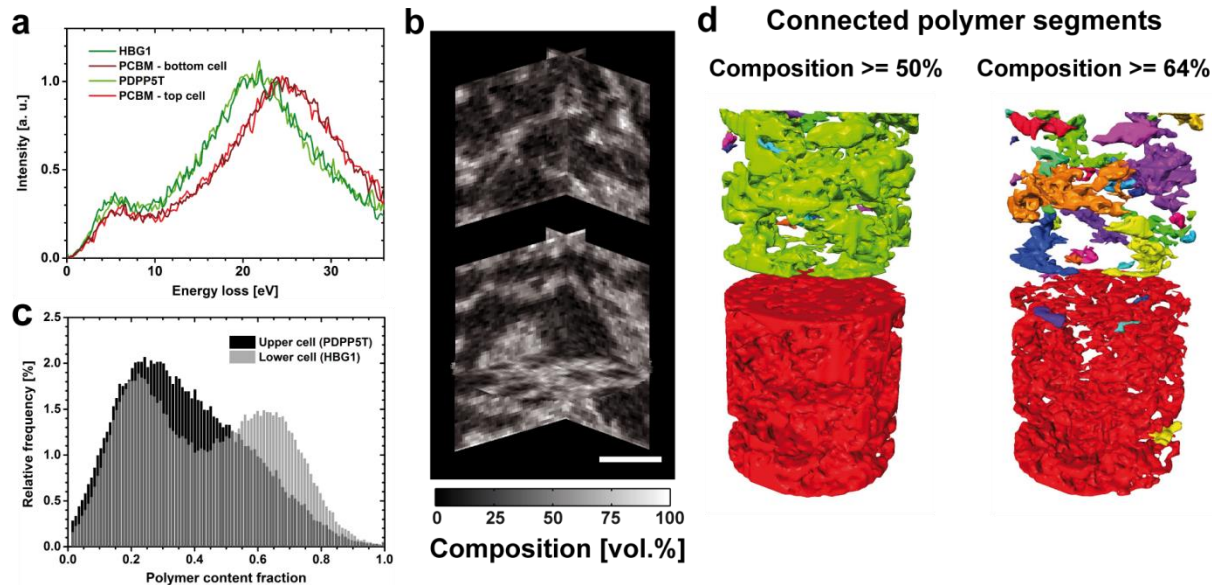 a
HBG1
PCBM - bottom cell
PDPP5T
PCBM - top cell
1.0
0.5
0.0
Intensity [a. u.]
0 10 20 30
Energy loss [eV]
b
0 25 50 75 100
Composition [vol.%]
c
Upper cell (PDPP5T)
Lower cell (HBG1)
2.5
2.0
1.5
1.0
0.5
0.0
Relative frequency [%]
0.0 0.2 0.4 0.6 0.8 1.0
Polymer content fraction
d
Connected polymer segments
Composition >= 50%
Composition >= 64%